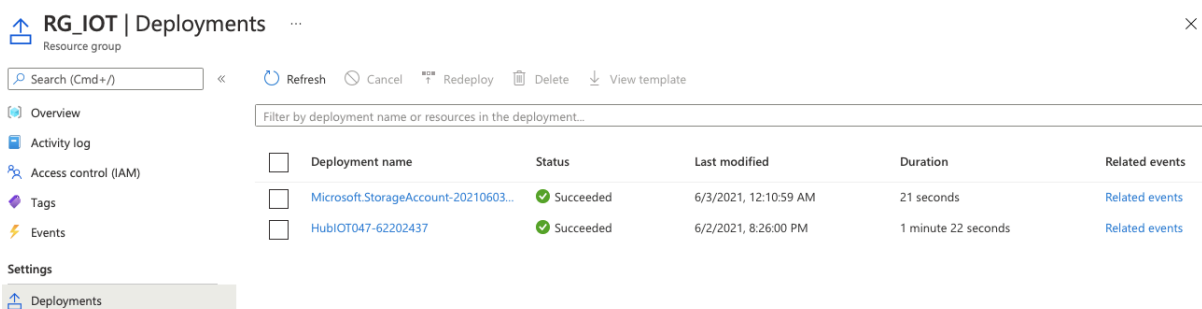 RG_IOT | Deployments ...
Resource group
Search (Cmd+/)
«
Refresh Cancel Redeploy Delete View template
Overview
Activity log
Access control (IAM)
Tags
Events
Settings
Deployments
Filter by deployment name or resources in the deployment...
Deployment name Status Last modified Duration Related events
Microsoft.StorageAccount-20210603... Succeeded 6/3/2021, 12:10:59 AM 21 seconds Related events
HubIOT047-62202437 Succeeded 6/2/2021, 8:26:00 PM 1 minute 22 seconds Related events